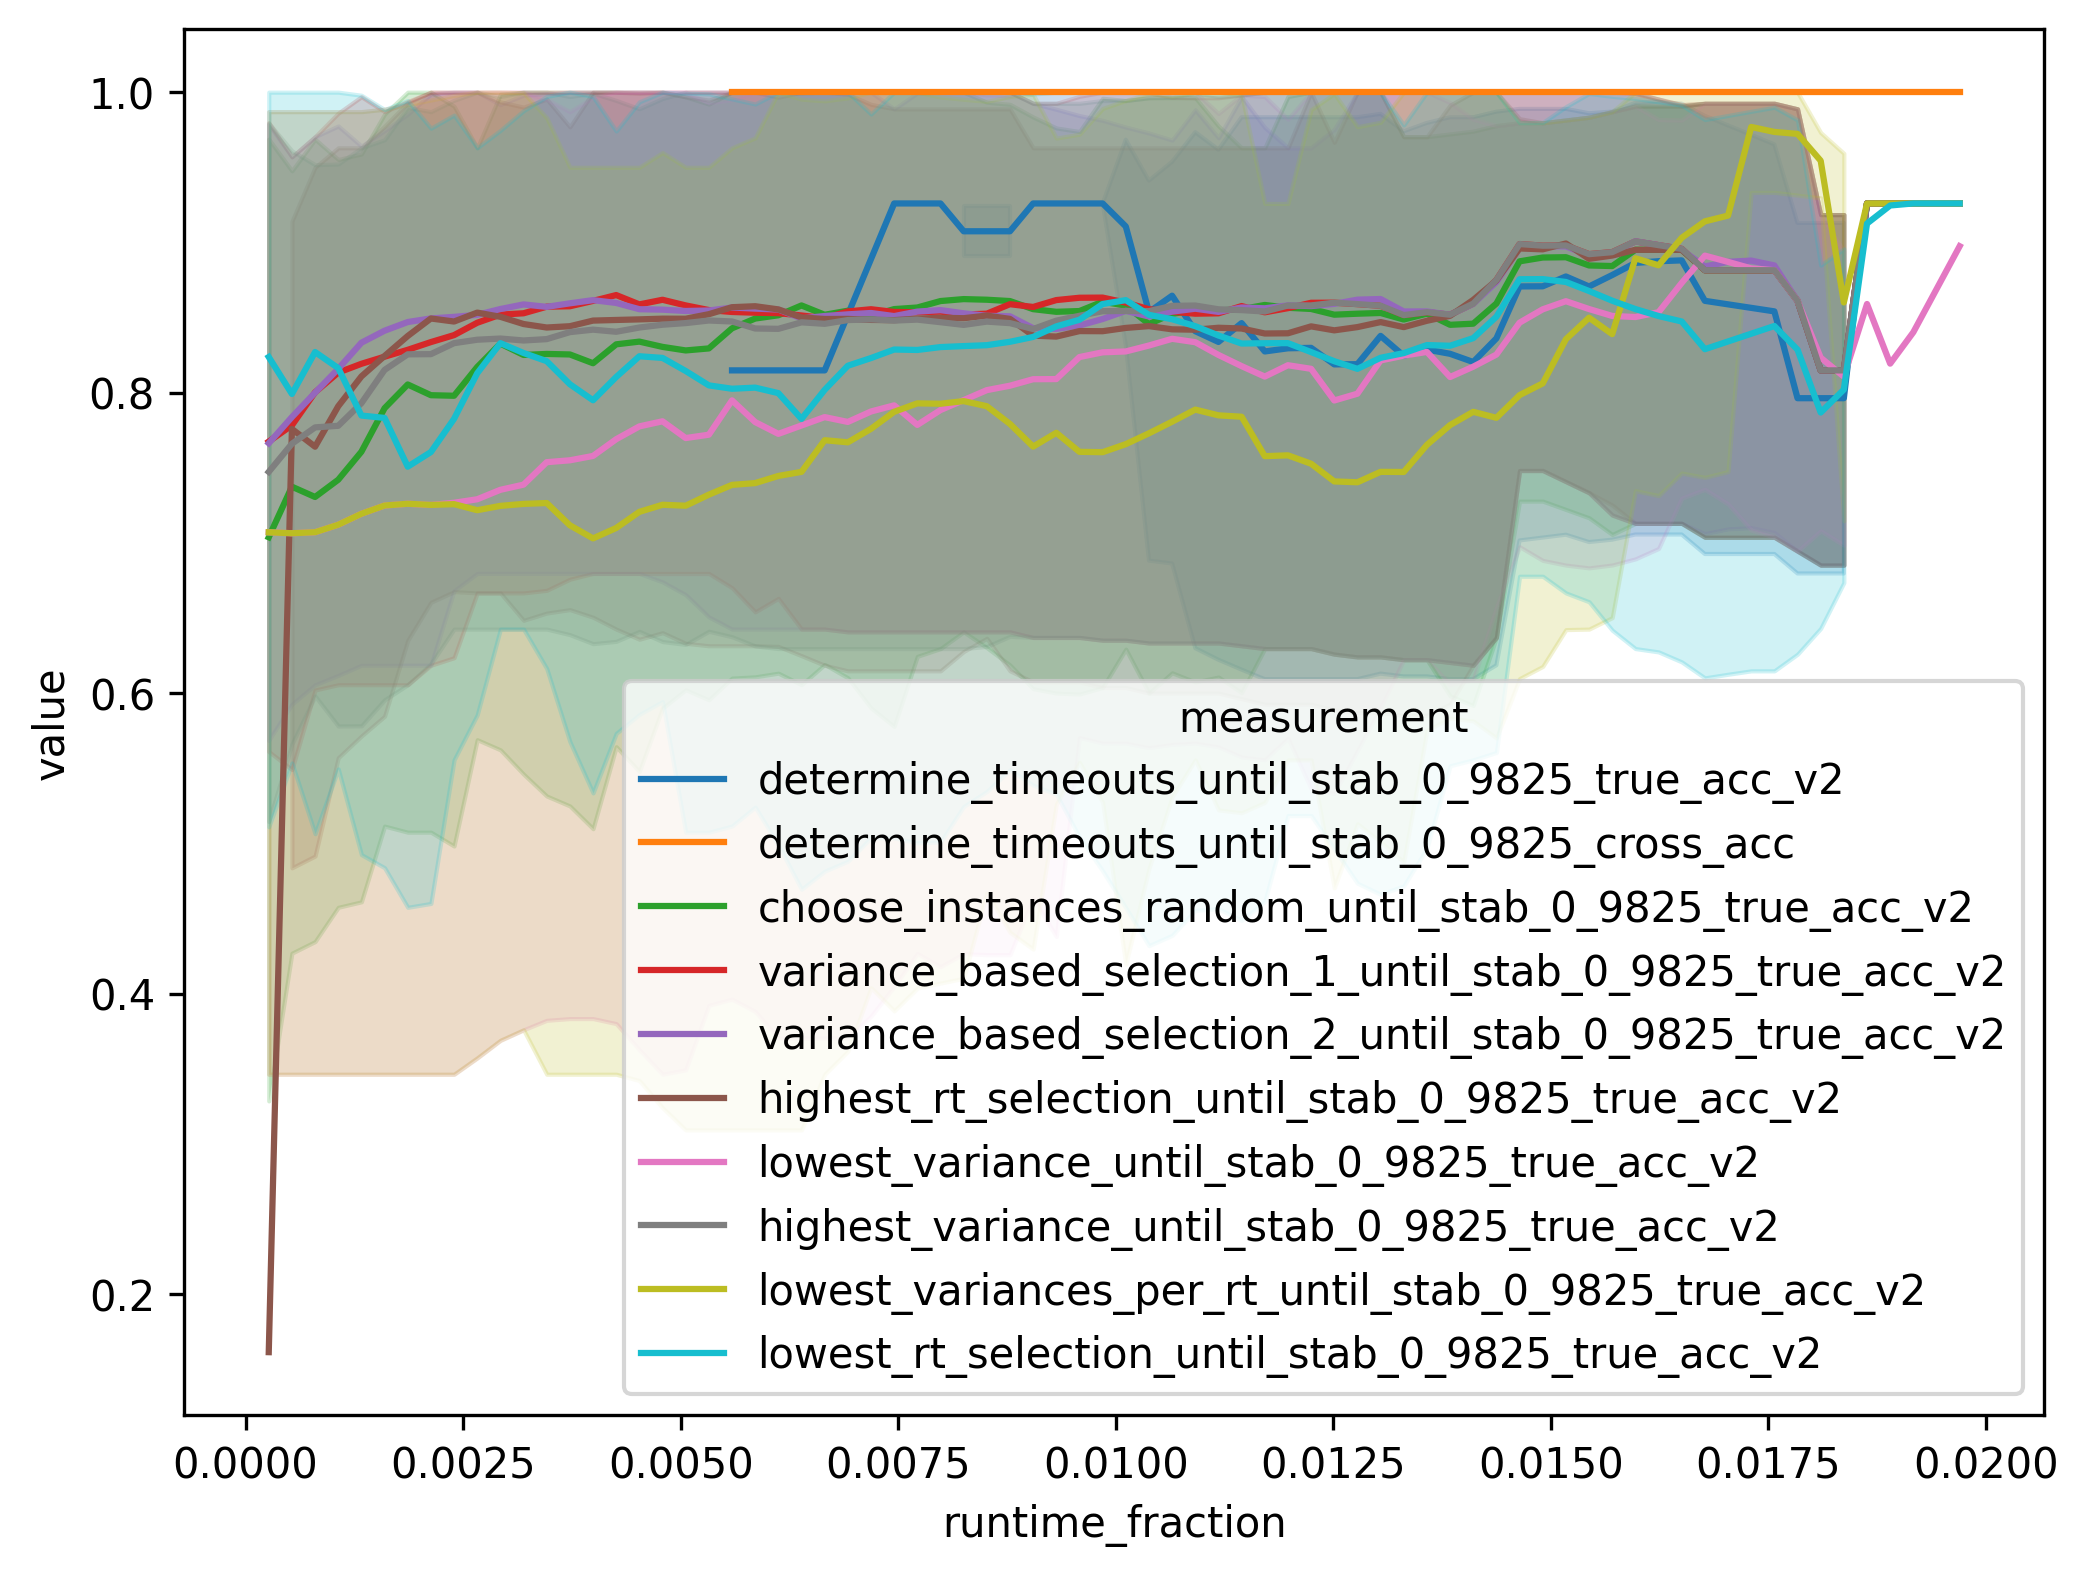 1.0
0.8
0.6
0.4
0.2
value
measurement
determine_timeouts_until_stab_0_9825_true_acc_v2
determine_timeouts_until_stab_0_9825_cross_acc
choose_instances_random_until_stab_0_9825_true_acc_v2
variance_based_selection_1_until_stab_0_9825_true_acc_v2
variance_based_selection_2_until_stab_0_9825_true_acc_v2
highest_rt_selection_until_stab_0_9825_true_acc_v2
lowest_variance_until_stab_0_9825_true_acc_v2
highest_variance_until_stab_0_9825_true_acc_v2
lowest_variances_per_rt_until_stab_0_9825_true_acc_v2
lowest_rt_selection_until_stab_0_9825_true_acc_v2
0.0000 0.0025 0.0050 0.0075 0.0100 0.0125 0.0150 0.0175 0.0200
runtime_fraction